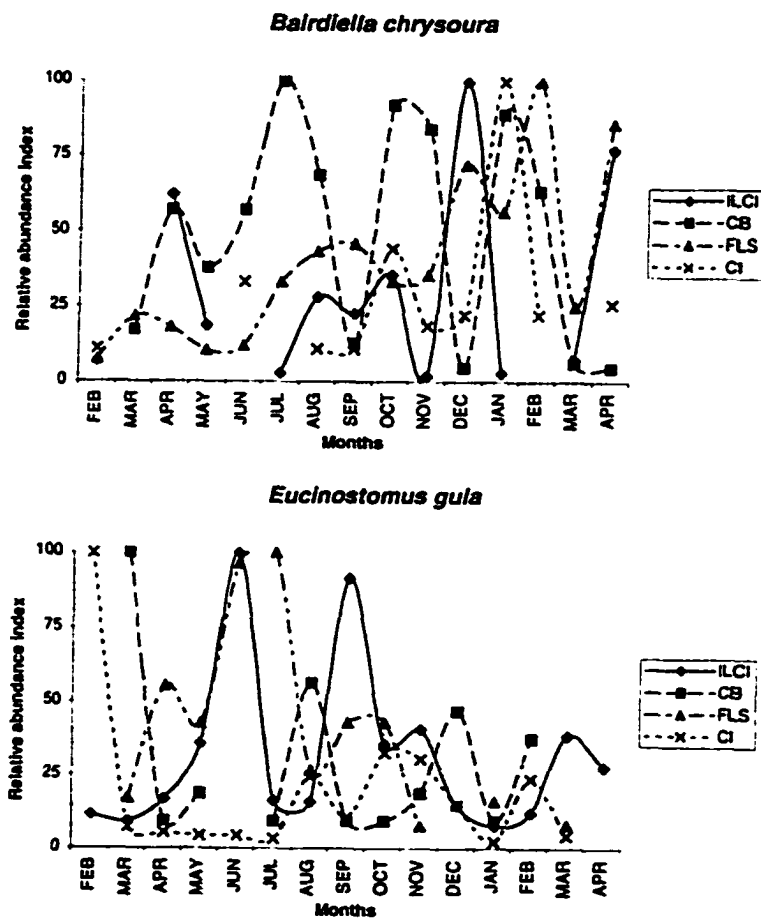 Bairdiella chrysoura
100
75
50
25
0
Relative abundance index
FEB
MAR
APR
MAY
JUN
JUL
AUG
SEP
OCT
NOV
DEC
JAN
FEB
MAR
APR
Months
ILCI
CB
FLS
CI
Eucinostomus gula
100
75
50
25
0
Relative abundance index
FEB
MAR
APR
MAY
JUN
JUL
AUG
SEP
OCT
NOV
DEC
JAN
FEB
MAR
APR
Months
ILCI
CB
FLS
CI